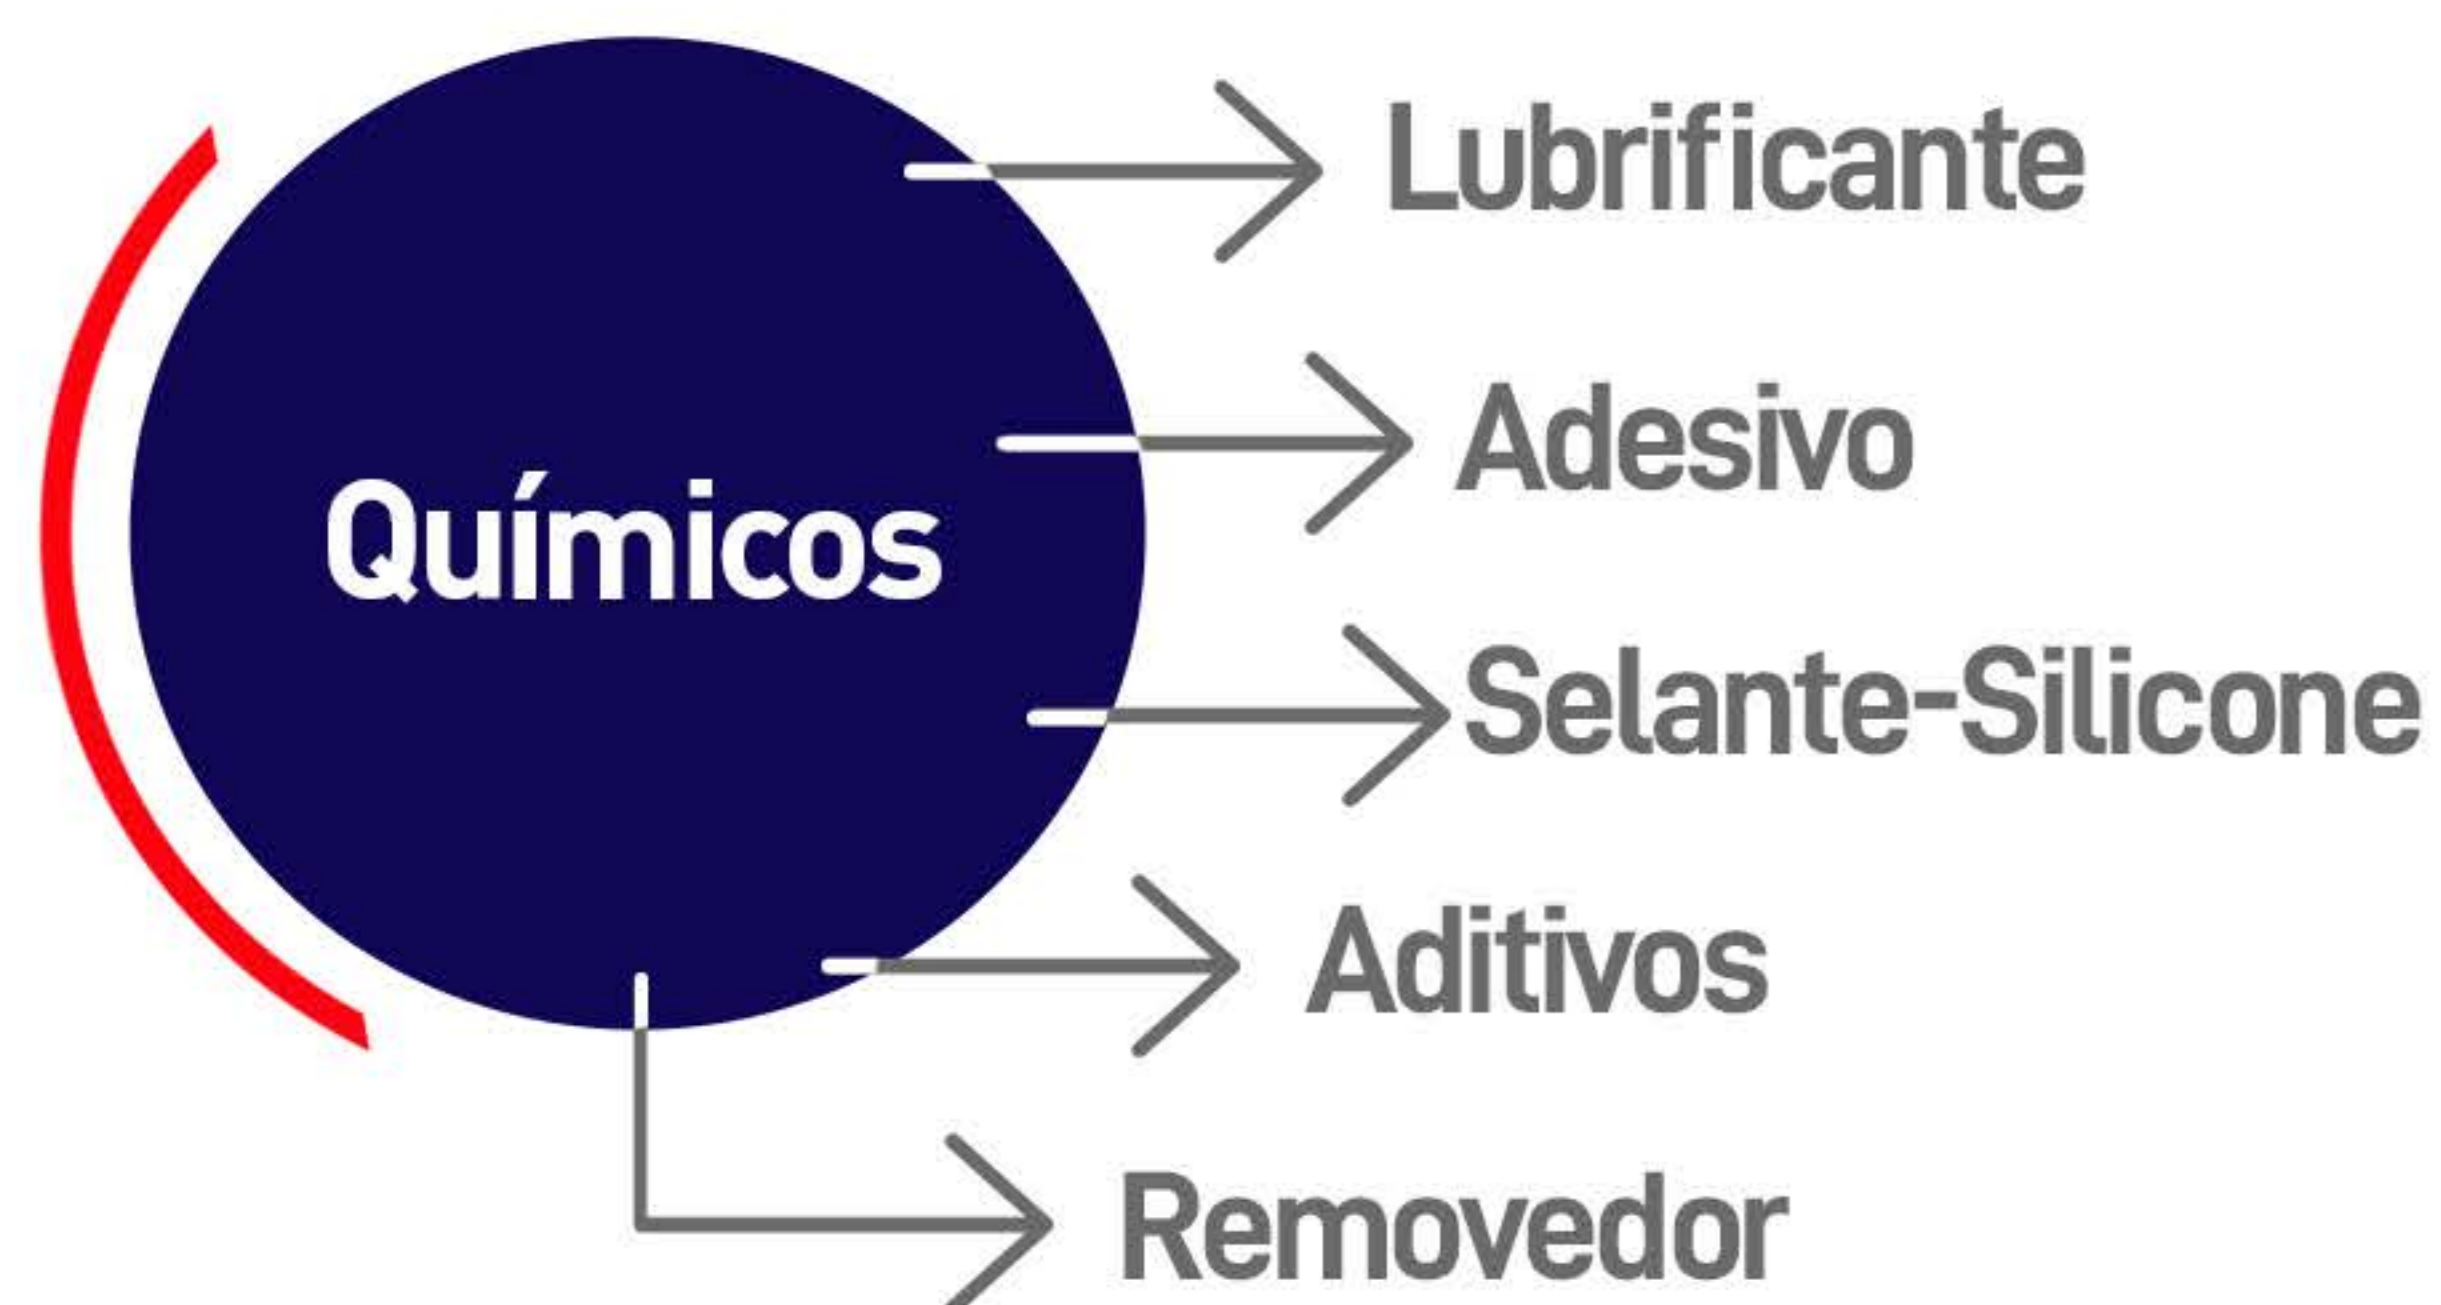 Lubrificante
Adesivo
Químicos
Selante-Silicone
Aditivos
Removedor